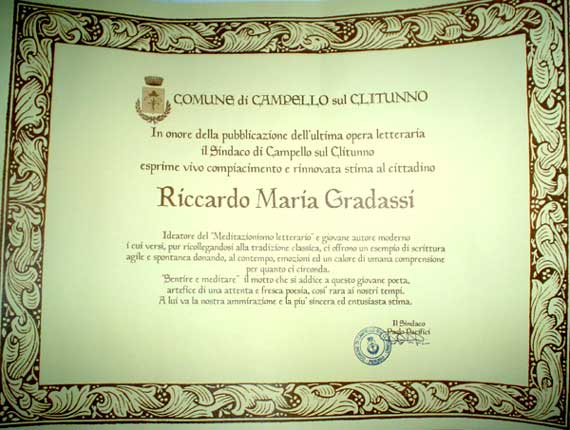 COMUNE di CAMPELLO sul CLITUNNO
In onore della pubblicazione dell'ultima opera letteraria
il Sindaco di Campello sul Clitunno
esprime vivo compiacimento e rinnovata stima al cittadino
Riccardo Maria Gradassi
Ideatore del "Meditazionismo letterario" e giovane autore moderno
i cui versi, pur ricollegandosi alla tradizione classica, ci offrono un esempio di scrittura
agile e spontanea donando, al contempo, emozioni ed un calore di umana comprensione
per quanto ci circonda.
"Sentire e meditare" il motto che si addice a questo giovane poeta,
artefice di una attenta e fresca poesia, cosi' rara ai nostri tempi.
A lui va la nostra ammirazione e la piu' sincera ed entusiasta stima.
Il Sindaco
Paolo Pacifici